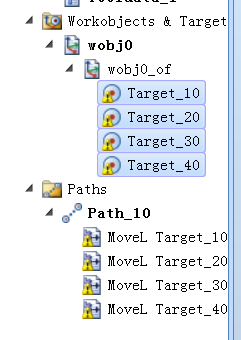 Workobjects & Target
wobj0
wobj0_of
Target_10
Target_20
Target_30
Target_40
Paths
Path_10
MoveL Target_10
MoveL Target_20
MoveL Target_30
MoveL Target_40